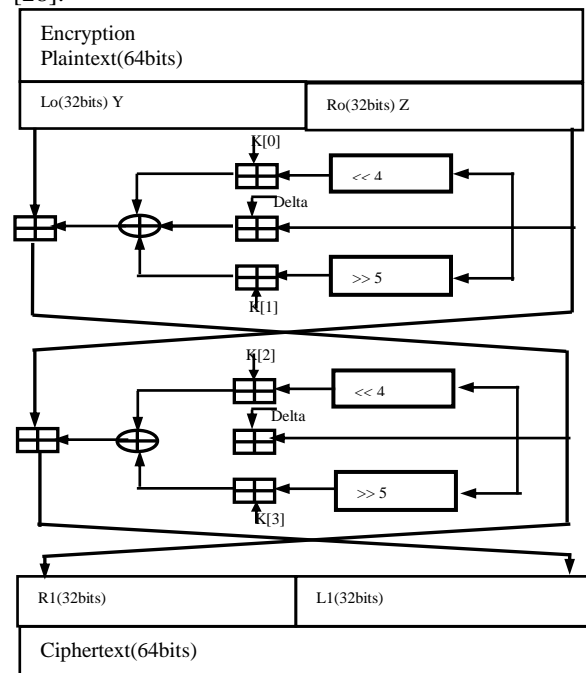 [20].
Encryption
Plaintext(64bits)
Lo(32bits) Y
Ro(32bits) Z
K[0]
<< 4
Delta
>> 5
K[1]
K[2]
<< 4
Delta
>> 5
K[3]
R1(32bits)
L1(32bits)
Ciphertext(64bits)